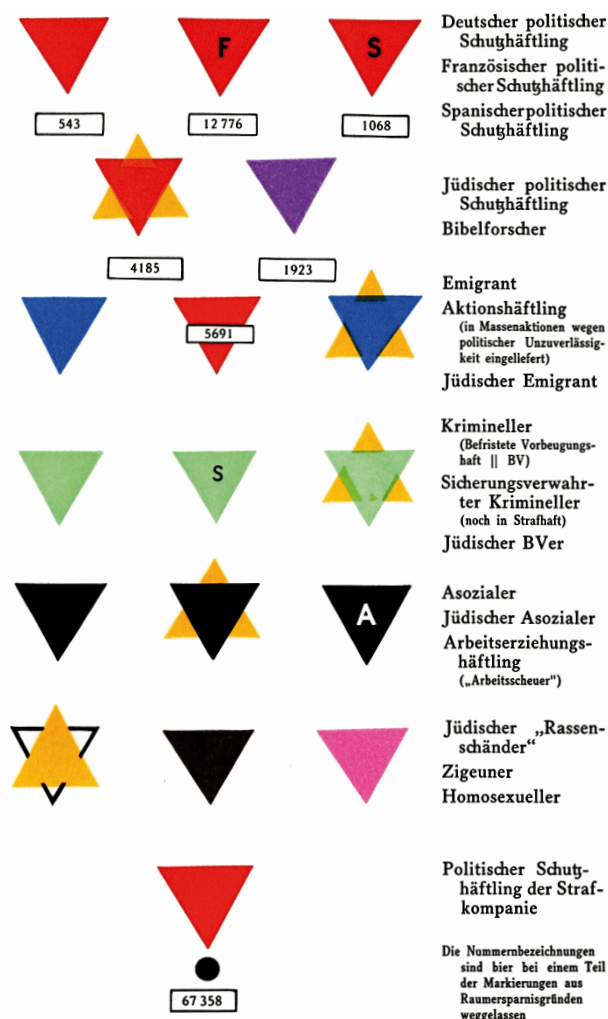 F
S
543
12 776
1068
Deutscher politischer
Schutzhäftling
Französischer politi-
scher Schutzhäftling
Spanischer politischer
Schutzhäftling
4185
1923
Jüdischer politischer
Schutzhäftling
Bibelforscher
5691
Emigrant
Aktionshäftling
(in Massenaktionen wegen
politischer Unzuverlässig-
keit eingeliefert)
Jüdischer Emigrant
S
Krimineller
(Befristete Vorbeugungs-
haft || BV)
Sicherungsverwahr-
ter Krimineller
(noch in Strafhaft)
Jüdischer BVer
A
Asozialer
Jüdischer Asozialer
Arbeitserziehungs-
häftling
(„Arbeitsscheuer“)
Jüdischer „Rassen-
schänder“
Zigeuner
Homosexueller
67 358
Politischer Schutz-
häftling der Straf-
kompanie
Die Nummernbezeichnungen
sind bier bei einem Teil
der Markierungen aus
Raumersparnisgründen
weggelassen